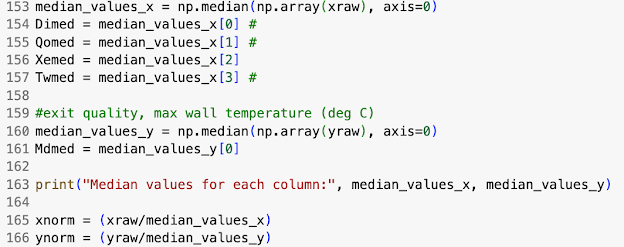 153 median_values_x = np.median(np.array(xraw), axis=0)
154 Dimed = median_values_x[0] #
155 Qomed = median_values_x[1] #
156 Xemed = median_values_x[2]
157 Twmed = median_values_x[3] #
158
159 #exit quality, max wall temperature (deg C)
160 median_values_y = np.median(np.array(yraw), axis=0)
161 Mdmed = median_values_y[0]
162
163 print("Median values for each column:", median_values_x, median_values_y)
164
165 xnorm = (xraw/median_values_x)
166 ynorm = (yraw/median_values_y)